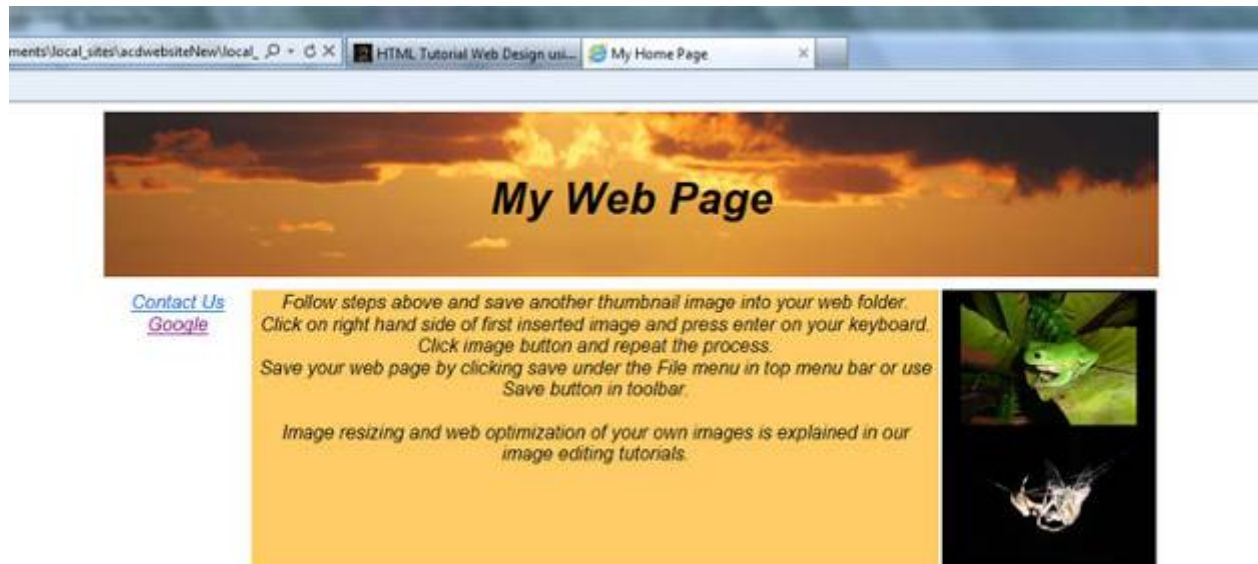 ments\local_sites\acdwebsiteNew\local_
HTML Tutorial Web Design usi...
My Home Page
My Web Page
Contact Us
Google
Follow steps above and save another thumbnail image into your web folder.
Click on right hand side of first inserted image and press enter on your keyboard.
Click image button and repeat the process.
Save your web page by clicking save under the File menu in top menu bar or use
Save button in toolbar.
Image resizing and web optimization of your own images is explained in our
image editing tutorials.